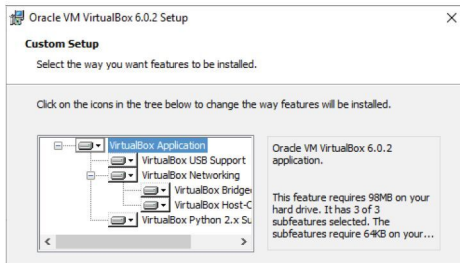 Oracle VM VirtualBox 6.0.2 Setup
Custom Setup
Select the way you want features to be installed.
Click on the icons in the tree below to change the way features will be installed.
VirtualBox Application
VirtualBox USB Support
VirtualBox Networking
VirtualBox Bridge
VirtualBox Host-C
VirtualBox Python 2.x Su
Oracle VM VirtualBox 6.0.2
application.
This feature requires 98MB on your
hard drive. It has 3 of 3
subfeatures selected. The
subfeatures require 64KB on your...